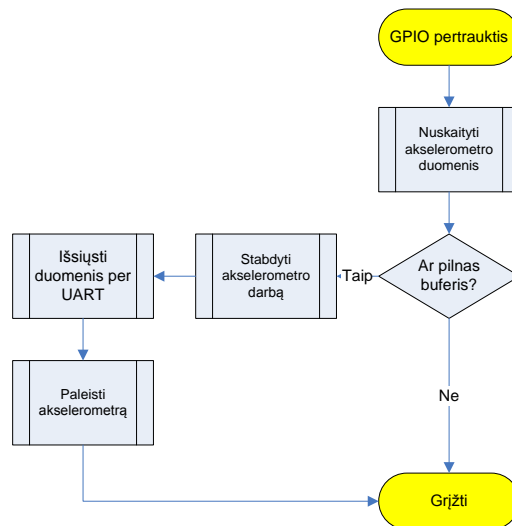 GPIO pertrauktis
Nuskaityti
akselerometro
duomenis
Ar pilnas
buferis?
Taip
Stabdyti
akselerometro
darbą
Išsiųsti
duomenis per
UART
Paleisti
akselerometrą
Ne
Grįžti